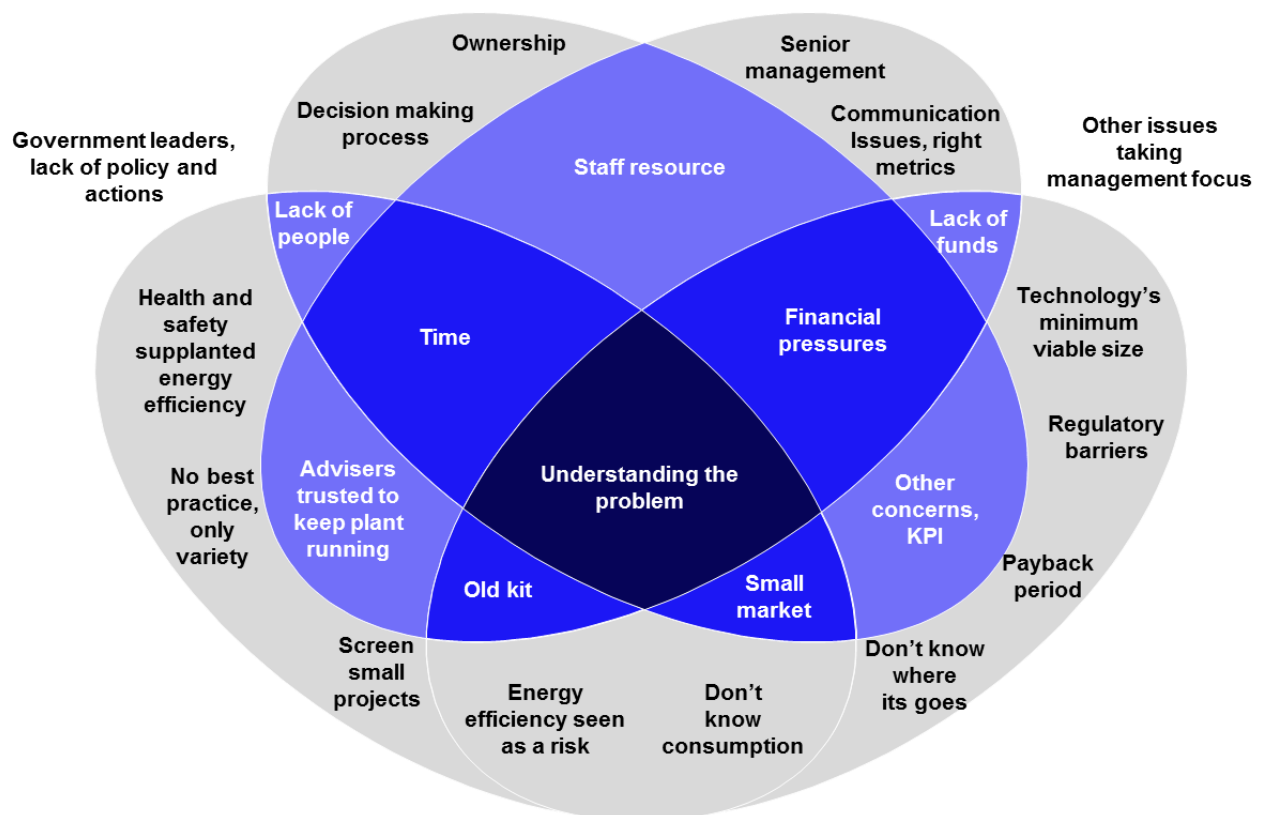 Ownership
Senior
management
Decision making
process
Communication
Issues, right
metrics
Government leaders,
lack of policy and
actions
Other issues
taking
management focus
Staff resource
Lack of
people
Lack of
funds
Health and
safety
supplanted
energy
efficiency
Time
Financial
pressures
Technology’s
minimum
viable size
Regulatory
barriers
No best
practice,
only
variety
Advisers
trusted to
keep plant
running
Understanding the
problem
Other
concerns,
KPI
Payback
period
Old kit
Small
market
Screen
small
projects
Energy
efficiency seen
as a risk
Don’t
know
consumption
Don’t know
where
its goes